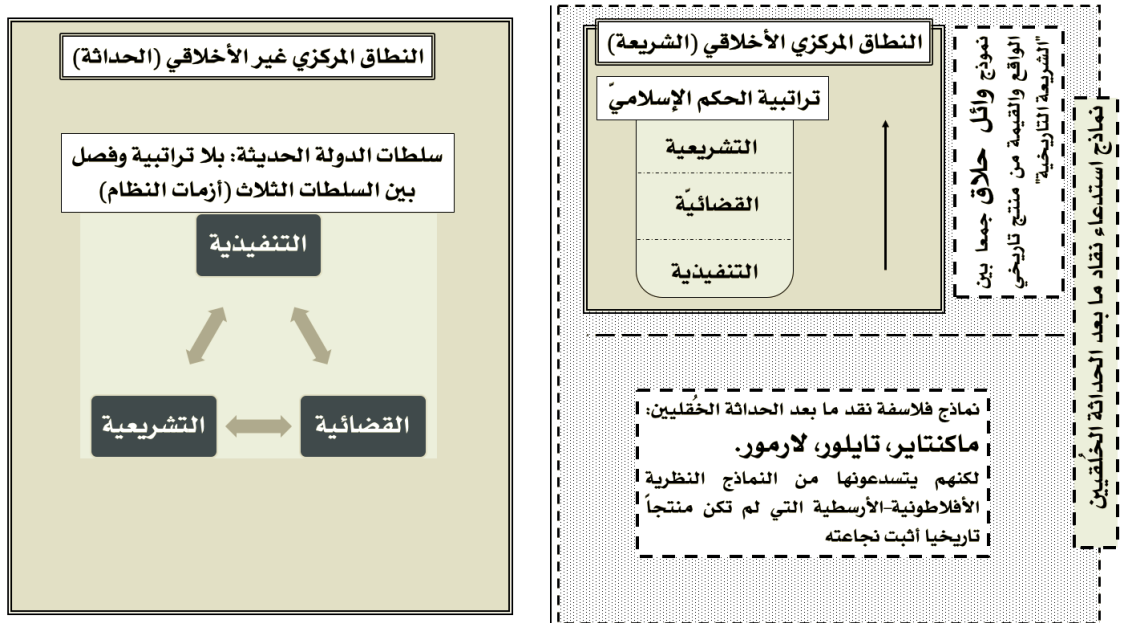 نماذج استدعاء نقاد ما بعد الحداثة الخُلقيين
نموذج وائل حلاق جمعا بين
الواقع والقيمة من منتج تاريخي
"الشريعة التاريخية"
النطاق المركزي الأخلاقي (الشريعة)
تراتبية الحكم الإسلاميّ
التشريعية
القضائيّة
التنفيذية
نماذج فلاسفة نقد ما بعد الحداثة الخُقليين:
ماكنتاير، تايلور، لارمور.
لكنهم يتسدعونها من النماذج النظرية
الأفلاطونية-الأرسطية التي لم تكن منتجاً
تاريخيا أثبت نجاعته
النطاق المركزي غير الأخلاقي (الحداثة)
سلطات الدولة الحديثة: بلا تراتبية وفصل
بين السلطات الثلاث (أزمات النظام)
التنفيذية
القضائية
التشريعية